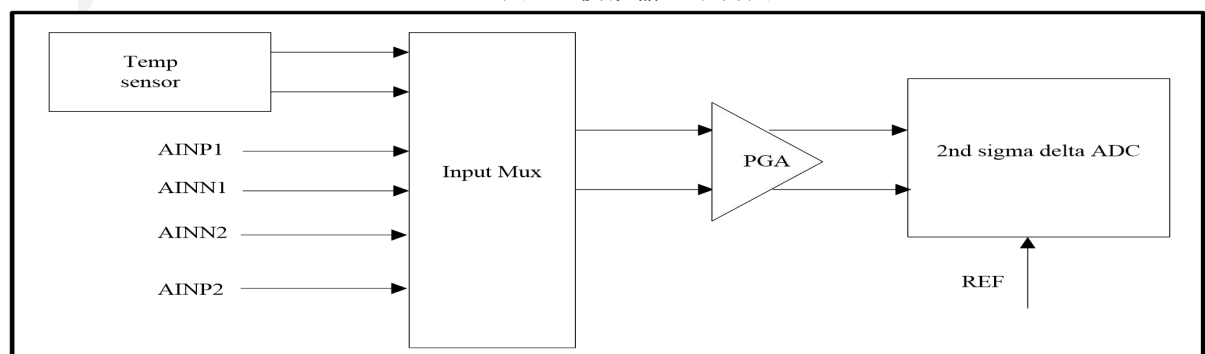 Temp
sensor
AINP1
AINN1
AINN2
AINP2
Input Mux
PGA
2nd sigma delta ADC
REF